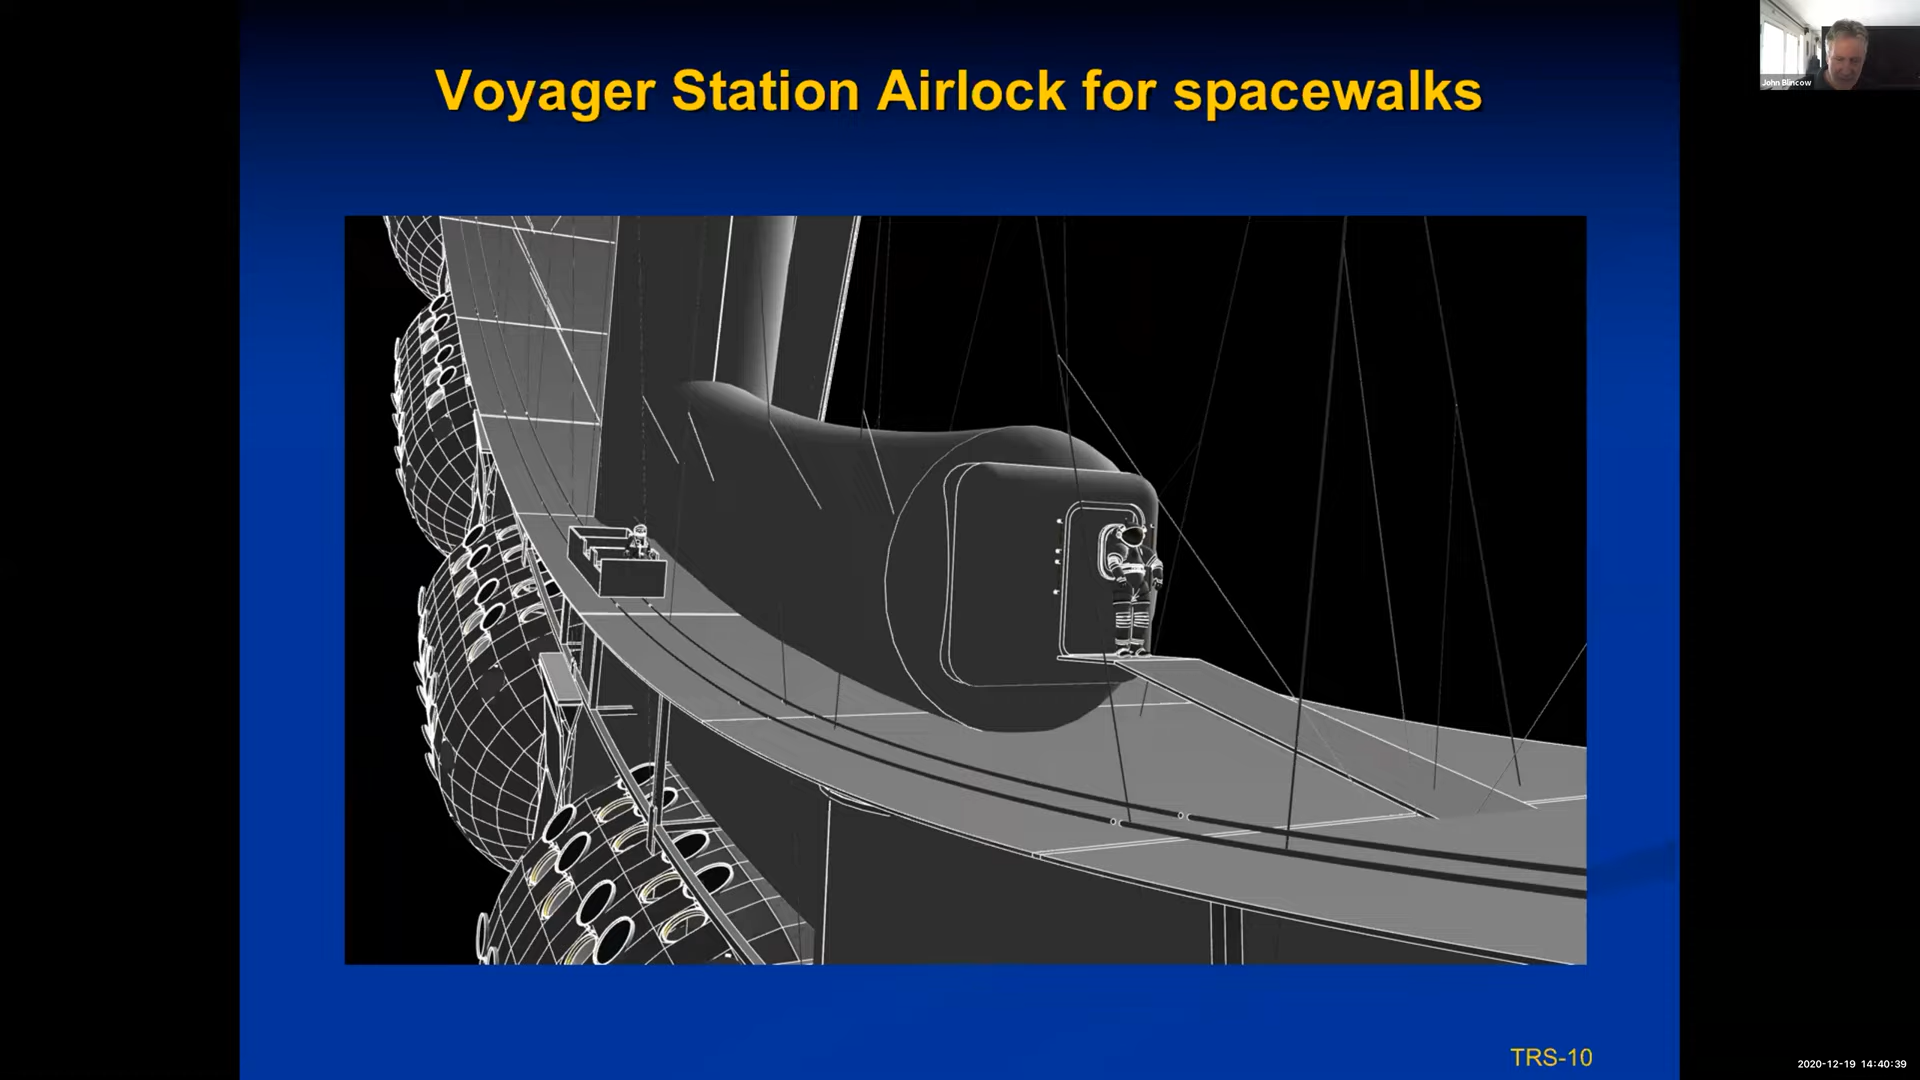 Voyager Station Airlock for spacewalks
John Blincow
TRS-10
2020-12-19 14:40:39